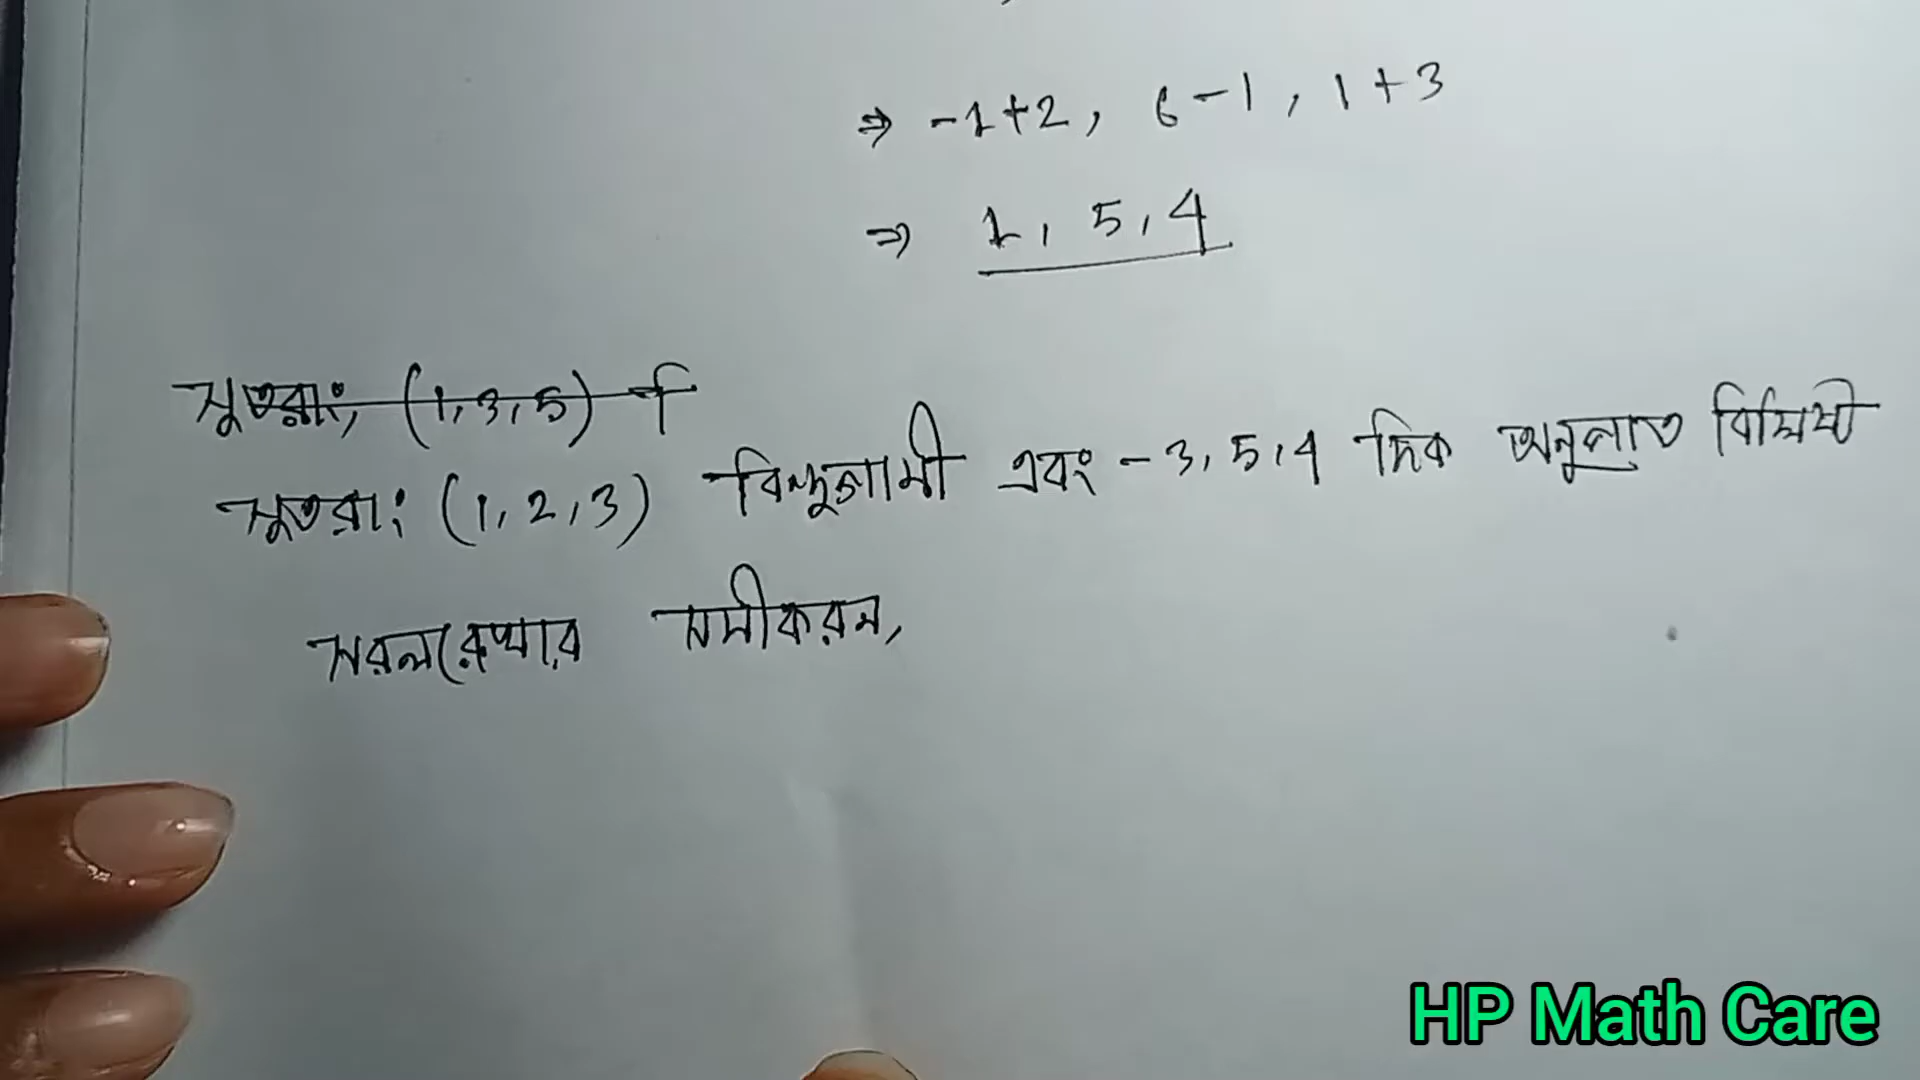 ⇒ -1+2, 6-1, 1+3
⇒ 1, 5, 4
সুতরাং, (1,3,5)
সুতরাং (1, 2, 3) বিন্দুগামী এবং -3, 5, 4 দিক অনুপাত বিশিষ্ট
সরলরেখার সমীকরন,
HP Math Care